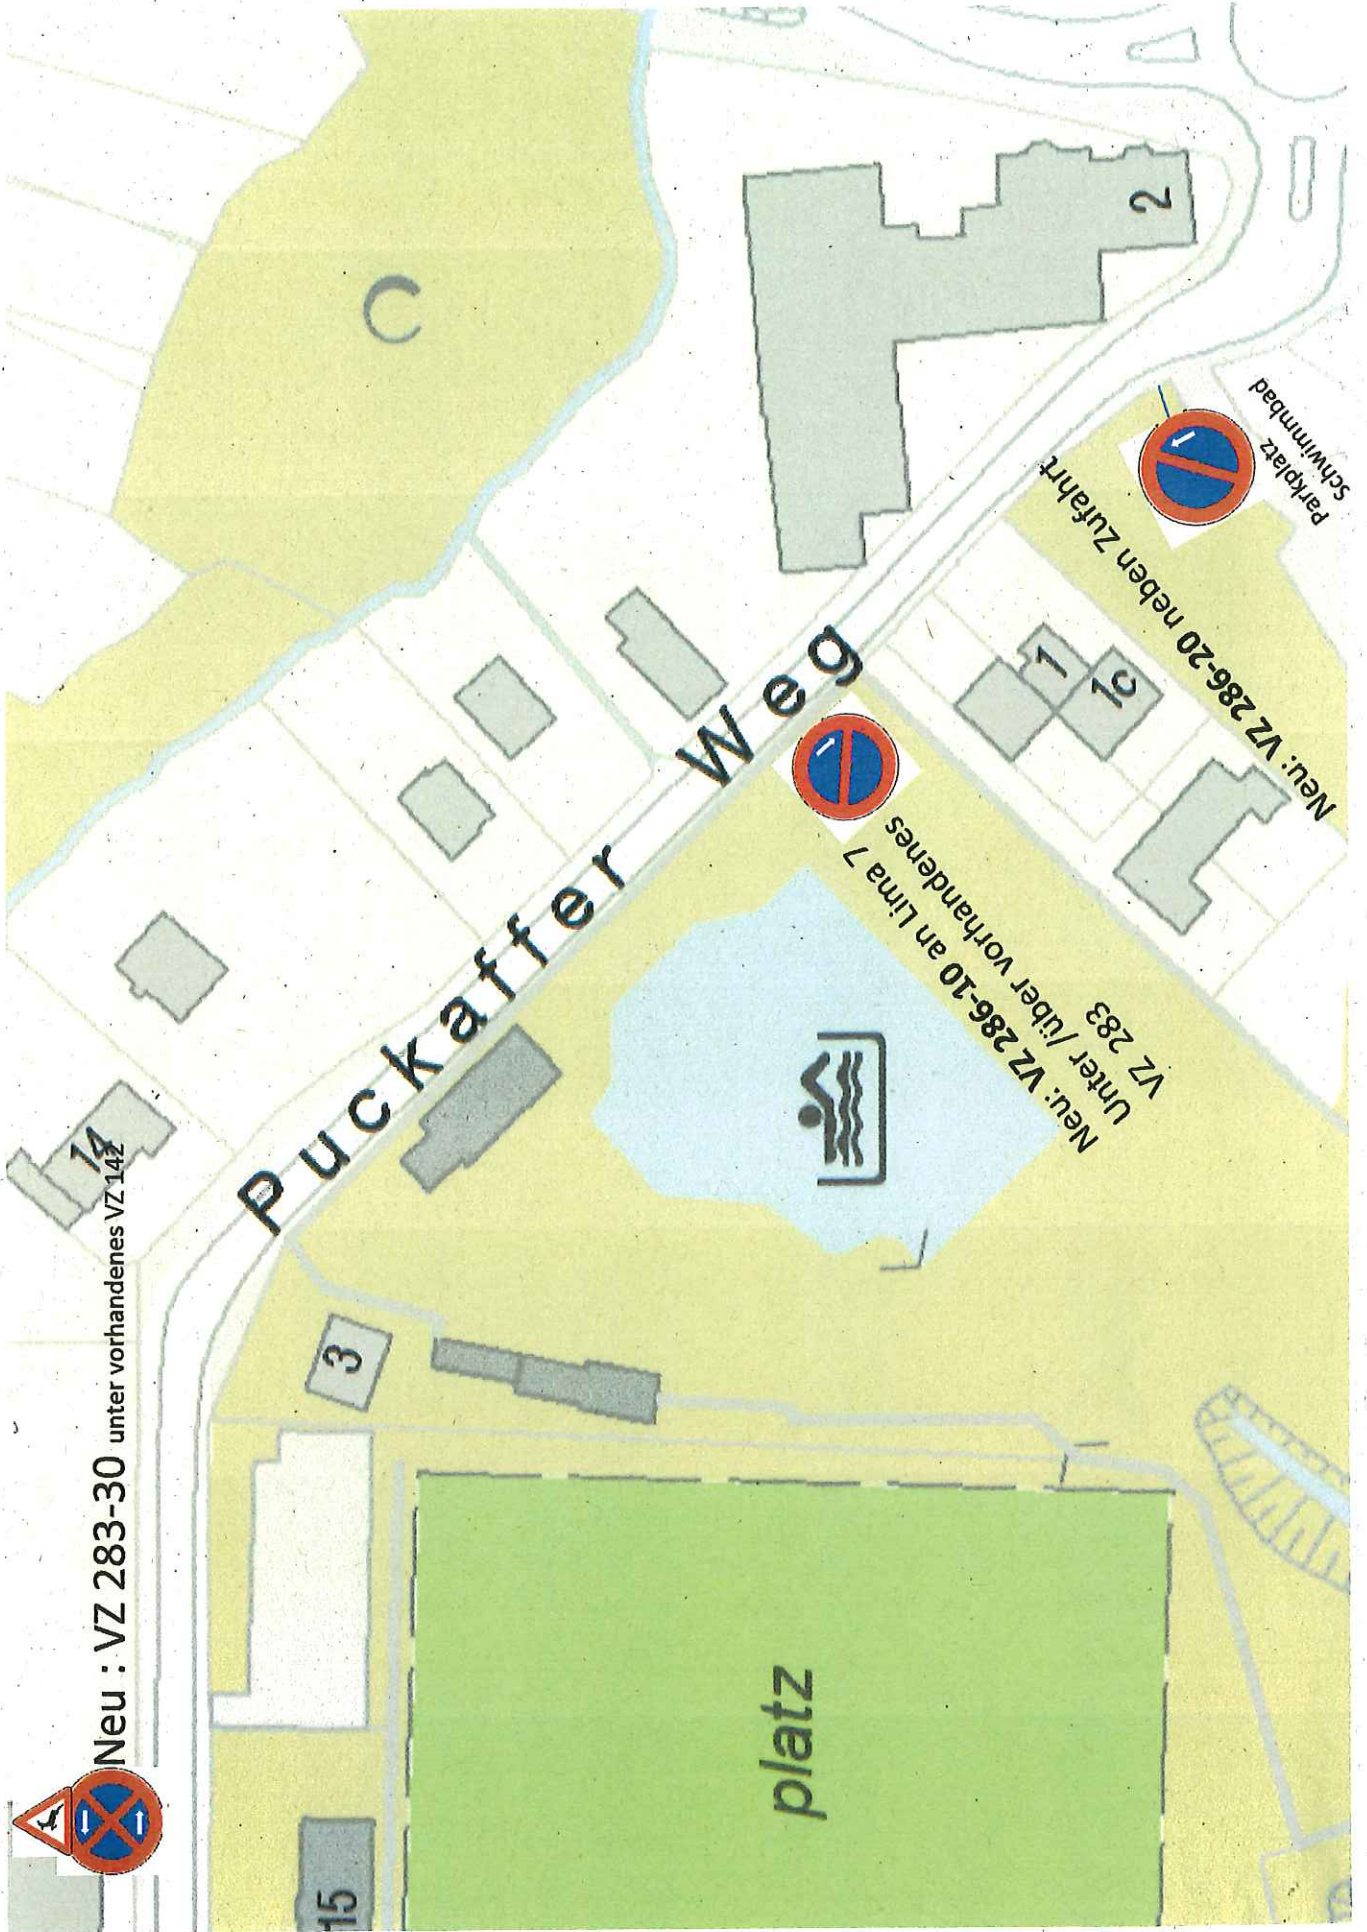 Neu : VZ 283-30 unter vorhandenes VZ 142
14
Puckaffer Weg
3
15
platz
2
1
1c
Neu: VZ 286-10 an Lima 7
Unter /über vorhandenes
VZ 283
Neu: VZ 286-20 neben Zufahrt
Parkplatz
Schwimmbad